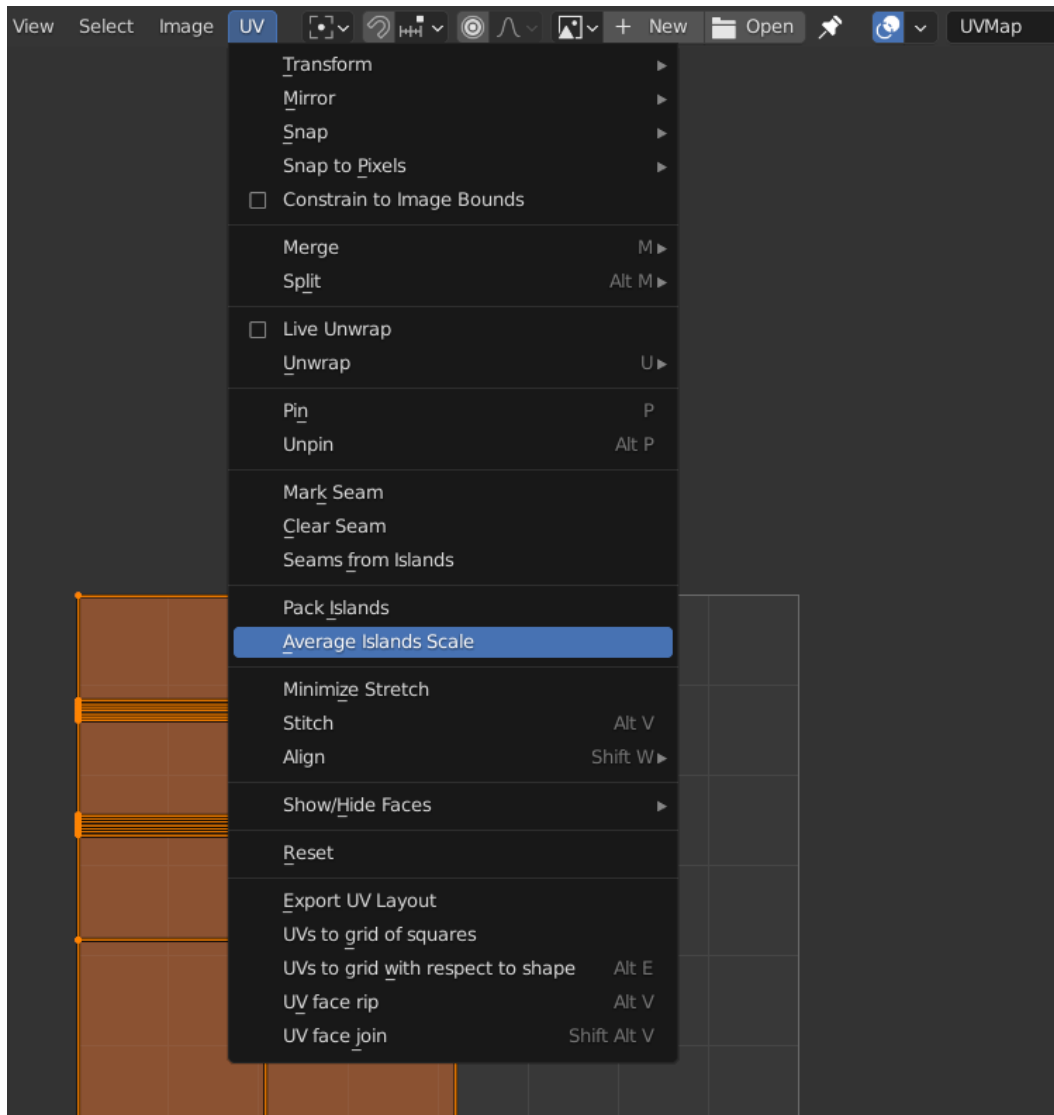 View Select Image UV New Open UVMap
Transform
Mirror
Snap
Snap to Pixels
Constrain to Image Bounds
Merge M
Split Alt M
Live Unwrap
Unwrap U
Pin P
Unpin Alt P
Mark Seam
Clear Seam
Seams from Islands
Pack Islands
Average Islands Scale
Minimize Stretch
Stitch Alt V
Align Shift W
Show/Hide Faces
Reset
Export UV Layout
UVs to grid of squares
UVs to grid with respect to shape Alt E
UV face rip Alt V
UV face join Shift Alt V